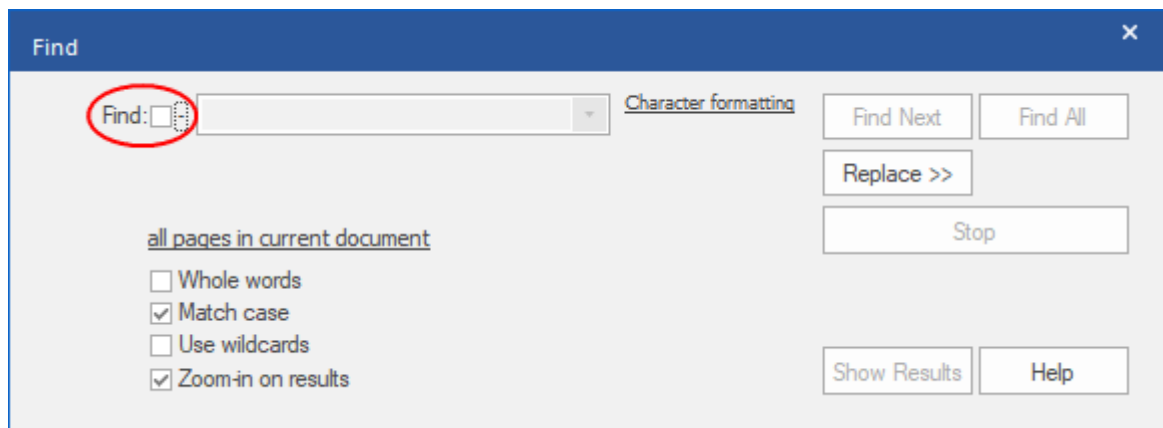 Find
Find:
Character formatting
Find Next
Find All
Replace >>
all pages in current document
Stop
Whole words
Match case
Use wildcards
Zoom-in on results
Show Results
Help